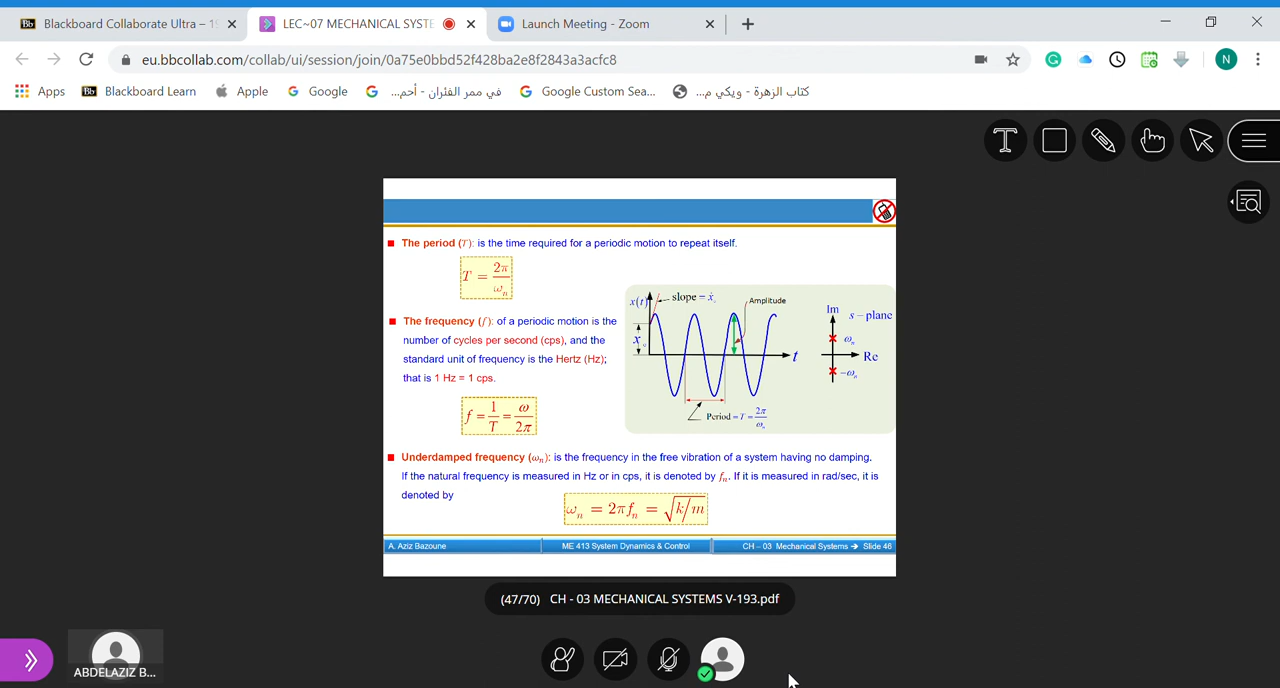 Blackboard Collaborate Ultra – 19
LEC~07 MECHANICAL SYSTE
Launch Meeting - Zoom
eu.bbcollab.com/collab/ui/session/join/0a75e0bbd52f428ba2e8f2843a3acfc8
N
Apps
Bb Blackboard Learn
Apple
Google
في ممر الفئران - أحم...
Google Custom Sea...
كتاب الزهرة - ويكي م...
The period (T): is the time required for a periodic motion to repeat itself.
T = 2π / ωn
The frequency (f): of a periodic motion is the
number of cycles per second (cps), and the
standard unit of frequency is the Hertz (Hz);
that is 1 Hz = 1 cps.
f = 1/T = ω/2π
x(t)
slope = ẋ₀
Amplitude
x₀
t
Period = T = 2π/ωn
Im
s – plane
ωn
Re
–ωn
Underdamped frequency (ωn): is the frequency in the free vibration of a system having no damping.
If the natural frequency is measured in Hz or in cps, it is denoted by fn. If it is measured in rad/sec, it is
denoted by
ωn = 2πfn = √k/m
A. Aziz Bazoune
ME 413 System Dynamics & Control
CH – 03 Mechanical Systems → Slide 46
(47/70) CH - 03 MECHANICAL SYSTEMS V-193.pdf
ABDELAZIZ B...